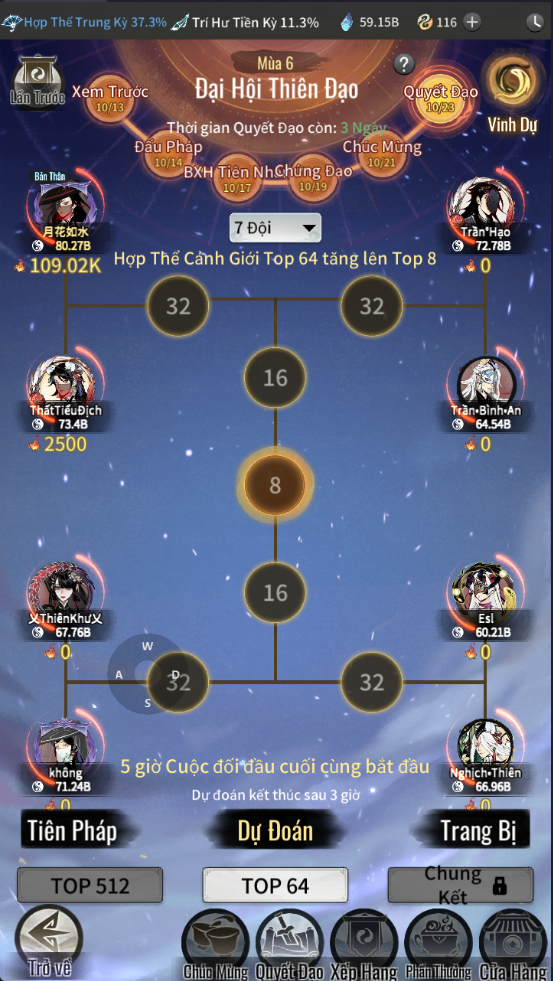 Hợp Thể Trung Kỳ 37.3% Trí Hư Tiền Kỳ 11.3% 59.15B 116
Mùa 6
Đại Hội Thiên Đạo
?
Lần Trước
Vinh Dự
Xem Trước
10/13
Quyết Đạo
10/23
Thời gian Quyết Đạo còn: 3 Ngày
Đấu Pháp
10/14
Chúc Mừng
10/21
BXH Tiên Nh
10/17
Chứng Đạo
10/19
Bản Thân
月花如水
80.27B
109.02K
Trần*Hạo
72.78B
0
7 Đội
Hợp Thể Cảnh Giới Top 64 tăng lên Top 8
32
32
16
ThấtTiểuĐịch
73.4B
2500
Trần•Bình•An
64.54B
0
8
16
乂ThiênKhư乂
67.76B
0
Esl
60.21B
0
W
A
D
S
32
32
không
71.24B
0
Nghịch•Thiên
66.96B
0
5 giờ Cuộc đối đầu cuối cùng bắt đầu
Dự đoán kết thúc sau 3 giờ
Tiên Pháp
Dự Đoán
Trang Bị
TOP 512
TOP 64
Chung
Kết
Trở về
Chúc Mừng
Quyết Đạo
Xếp Hạng
Phần Thưởng
Cửa Hàng